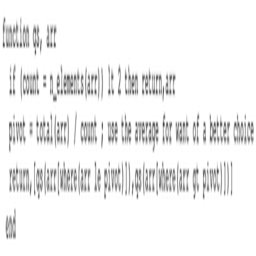 function qs, arr
if (count = n_elements(arr)) lt 2 then return,arr
pivot = total(arr) / count ; use the average for want of a better choice
return,[qs(arr[where(arr le pivot)]),qs(arr[where(arr gt pivot)])]
end